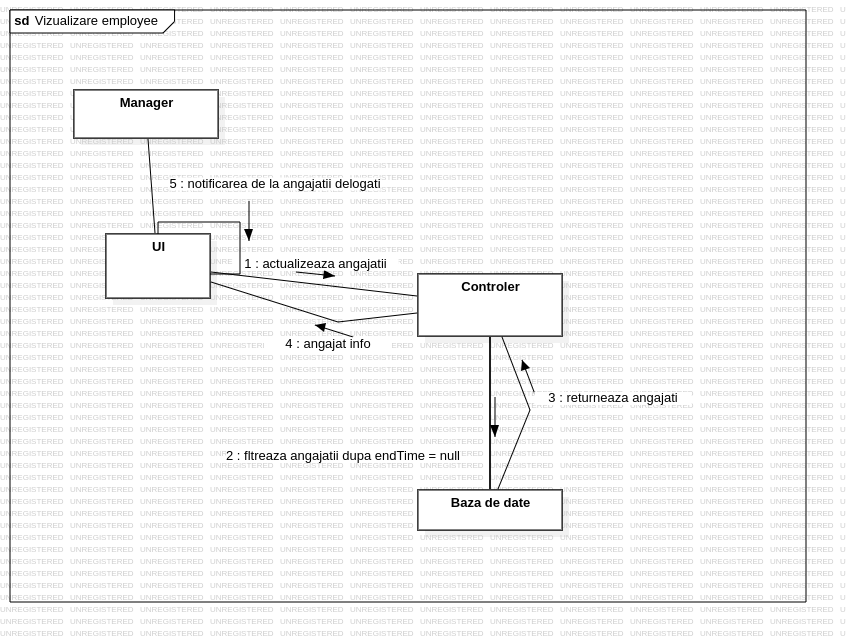 sd Vizualizare employee
Manager
5 : notificarea de la angajatii delogati
UI
1 : actualizeaza angajatii
Controler
4 : angajat info
3 : returneaza angajati
2 : fltreaza angajatii dupa endTime = null
Baza de date
UNREGISTERED